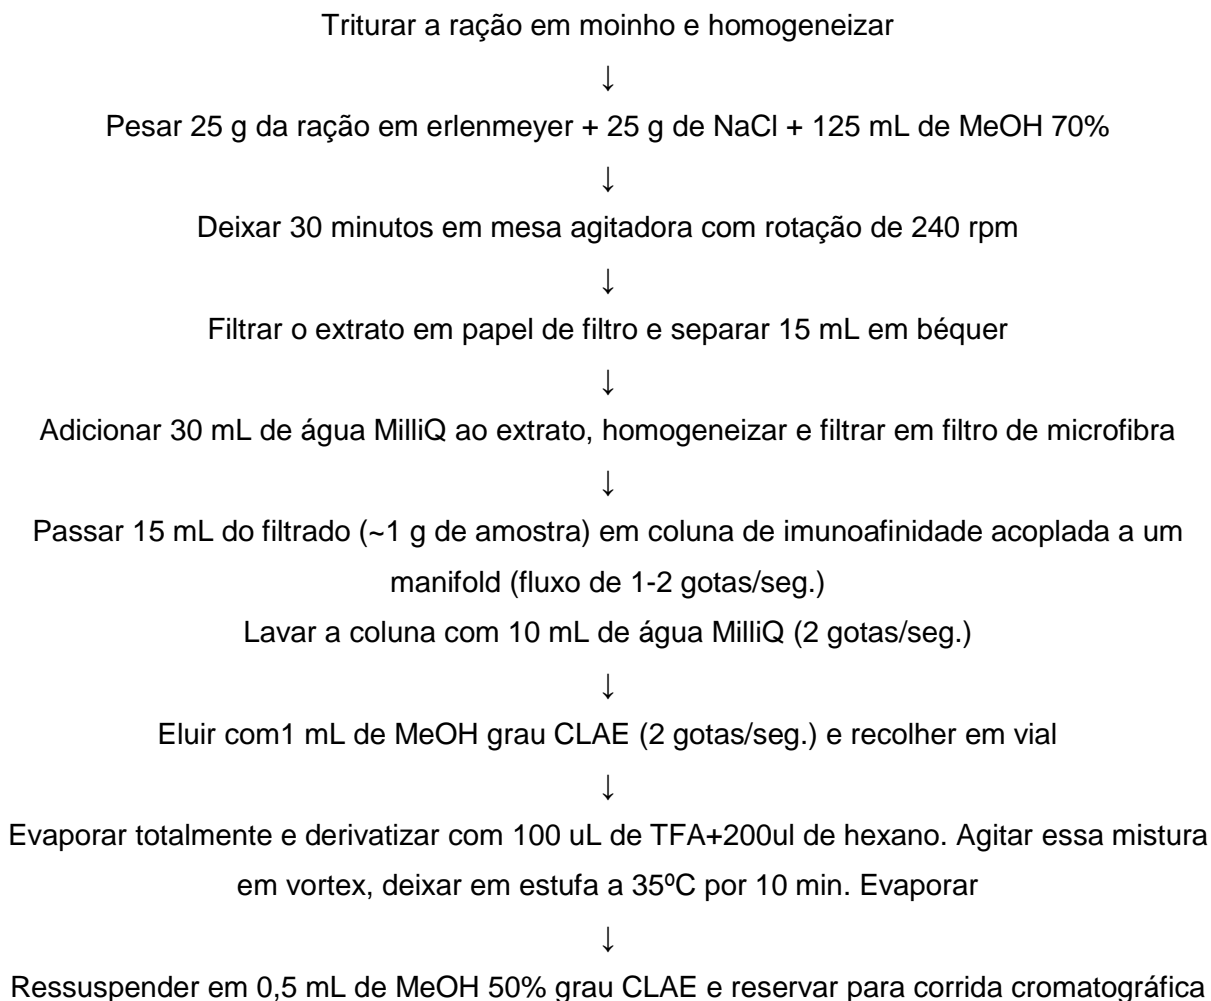 Triturar a ração em moinho e homogeneizar
↓
Pesar 25 g da ração em erlenmeyer + 25 g de NaCl + 125 mL de MeOH 70%
↓
Deixar 30 minutos em mesa agitadora com rotação de 240 rpm
↓
Filtrar o extrato em papel de filtro e separar 15 mL em béquer
↓
Adicionar 30 mL de água MilliQ ao extrato, homogeneizar e filtrar em filtro de microfibra
↓
Passar 15 mL do filtrado (~1 g de amostra) em coluna de imunoafinidade acoplada a um
manifold (fluxo de 1-2 gotas/seg.)
Lavar a coluna com 10 mL de água MilliQ (2 gotas/seg.)
↓
Eluir com1 mL de MeOH grau CLAE (2 gotas/seg.) e recolher em vial
↓
Evaporar totalmente e derivatizar com 100 uL de TFA+200ul de hexano. Agitar essa mistura
em vortex, deixar em estufa a 35ºC por 10 min. Evaporar
↓
Ressuspender em 0,5 mL de MeOH 50% grau CLAE e reservar para corrida cromatográfica